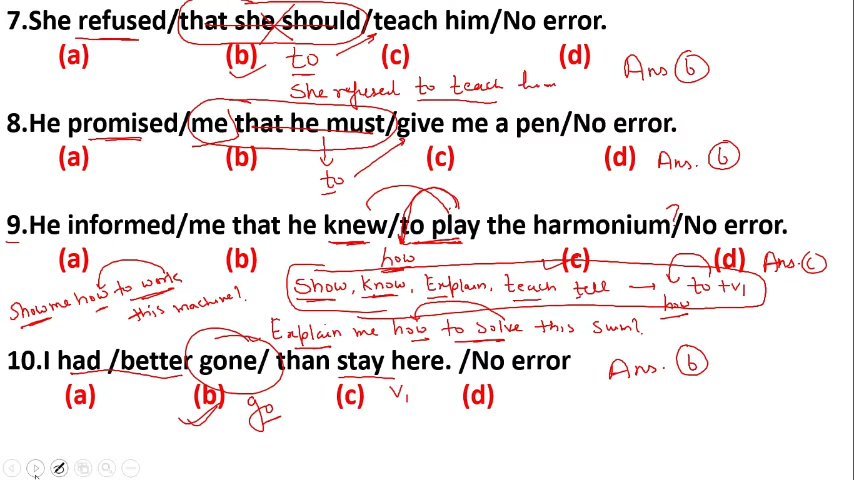 7.She refused/that she should/teach him/No error.
(a) (b) to (c) (d) Ans (b)
She refused to teach him
8.He promised/me that he must/give me a pen/No error.
(a) (b) (c) (d) Ans. (b)
to
9.He informed/me that he knew/to play the harmonium?/No error.
(a) (b) how (c) (d) Ans (c)
Show me how to work this machine?
Show, Know, Explain, teach tell → to +V1
how
Explain me how to solve this sum?
10.I had /better gone/ than stay here. /No error
(a) (b) go (c) V1 (d) Ans. (b)